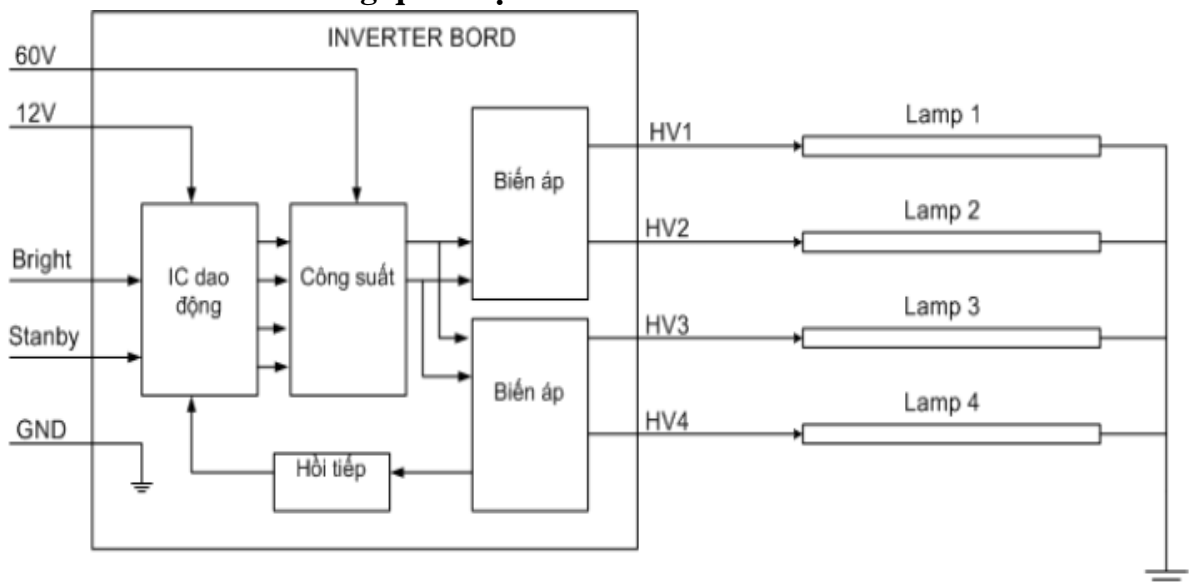 INVERTER BORD
60V
12V
Bright
Stanby
GND
IC dao
động
Công suất
Biến áp
Biến áp
Hồi tiếp
HV1
HV2
HV3
HV4
Lamp 1
Lamp 2
Lamp 3
Lamp 4